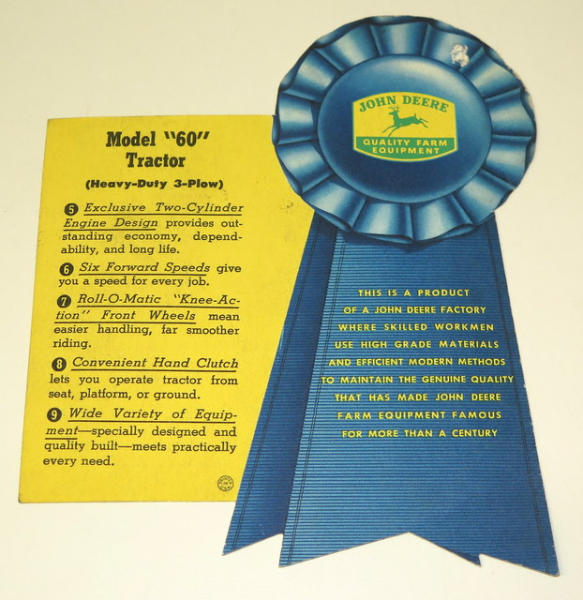 Model "60"
Tractor
(Heavy-Duty 3-Plow)
5 Exclusive Two-Cylinder
Engine Design provides out-
standing economy, depend-
ability, and long life.
6 Six Forward Speeds give
you a speed for every job.
7 Roll-O-Matic "Knee-Ac-
tion" Front Wheels mean
easier handling, far smoother
riding.
8 Convenient Hand Clutch
lets you operate tractor from
seat, platform, or ground.
9 Wide Variety of Equip-
ment—specially designed and
quality built—meets practically
every need.
JOHN DEERE
QUALITY FARM
EQUIPMENT
THIS IS A PRODUCT
OF A JOHN DEERE FACTORY
WHERE SKILLED WORKMEN
USE HIGH GRADE MATERIALS
AND EFFICIENT MODERN METHODS
TO MAINTAIN THE GENUINE QUALITY
THAT HAS MADE JOHN DEERE
FARM EQUIPMENT FAMOUS
FOR MORE THAN A CENTURY